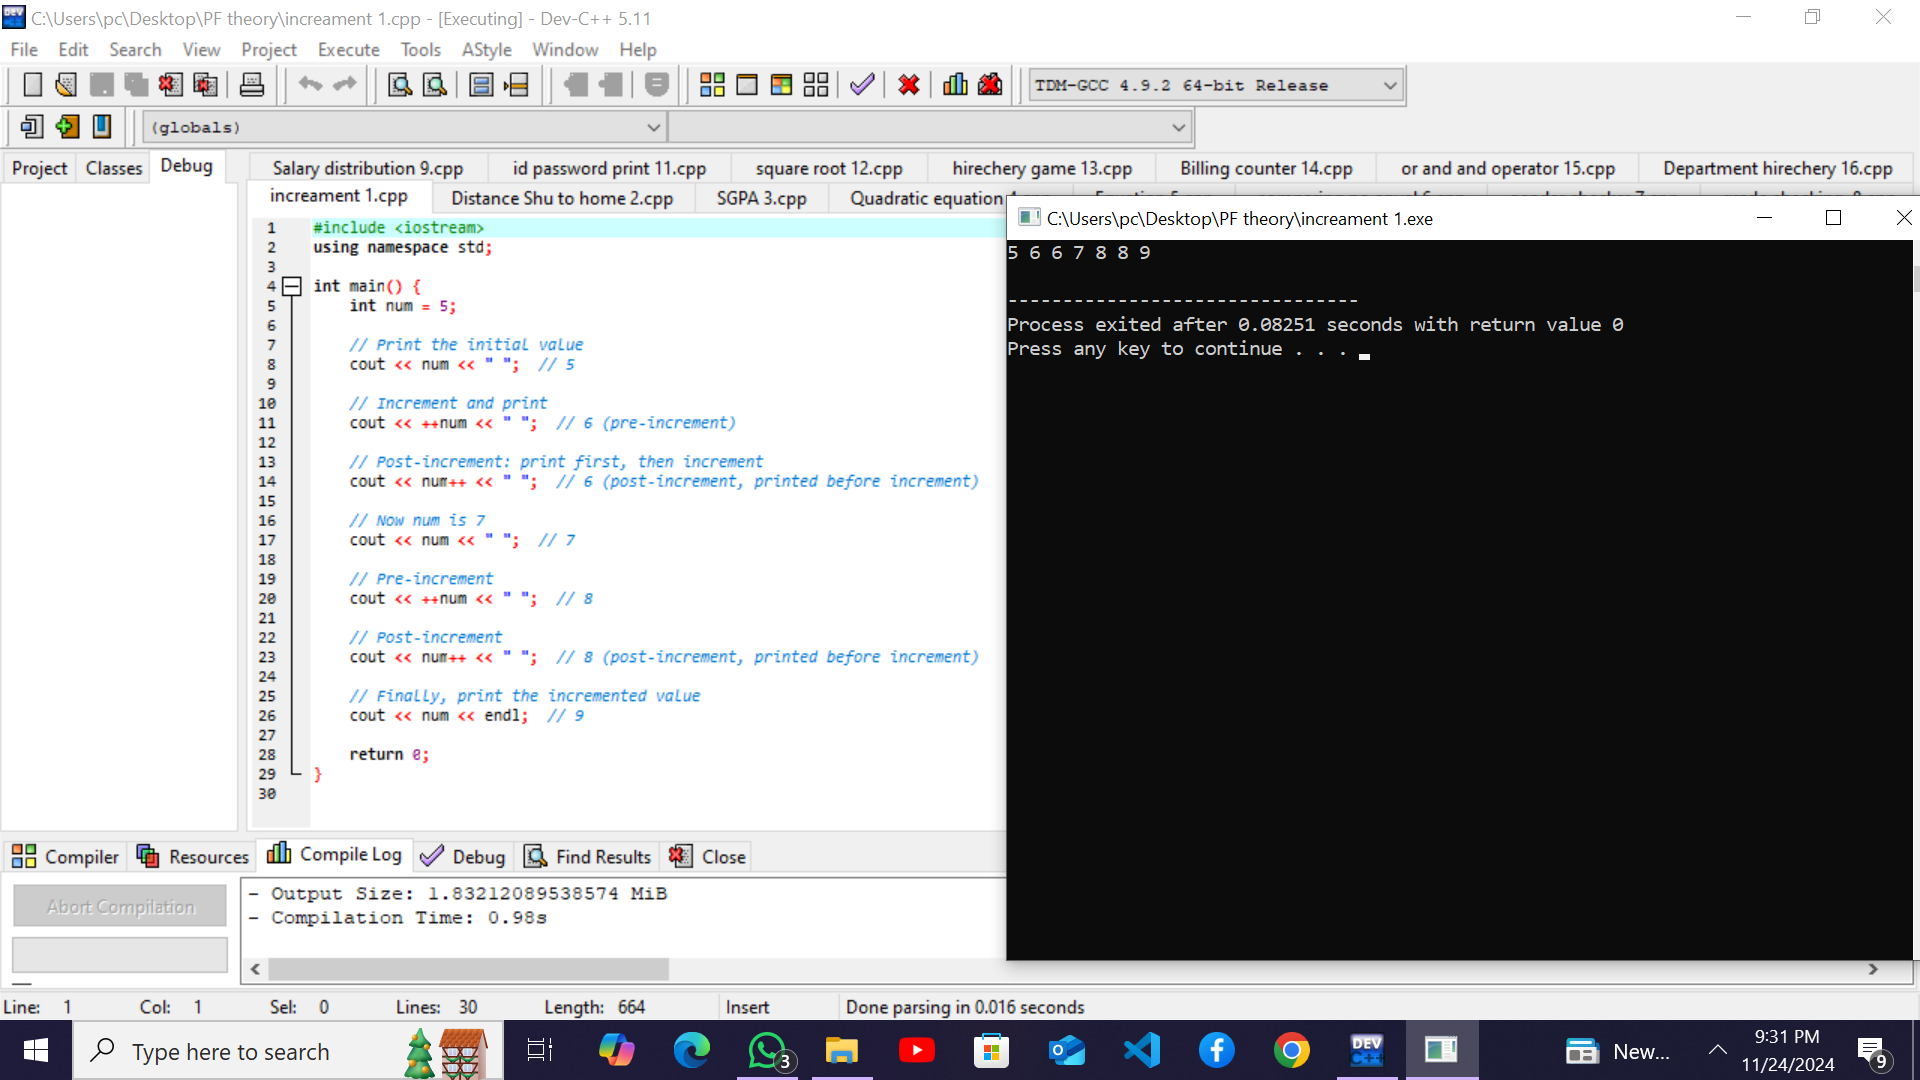 C:\Users\pc\Desktop\PF theory\increament 1.cpp - [Executing] - Dev-C++ 5.11
File Edit Search View Project Execute Tools AStyle Window Help
TDM-GCC 4.9.2 64-bit Release
(globals)
Project Classes Debug
Salary distribution 9.cpp id password print 11.cpp square root 12.cpp hirechery game 13.cpp Billing counter 14.cpp or and and operator 15.cpp Department hirechery 16.cpp
increament 1.cpp Distance Shu to home 2.cpp SGPA 3.cpp Quadratic equation
1 #include <iostream>
2 using namespace std;
3
4 int main() {
5 int num = 5;
6
7 // Print the initial value
8 cout << num << " "; // 5
9
10 // Increment and print
11 cout << ++num << " "; // 6 (pre-increment)
12
13 // Post-increment: print first, then increment
14 cout << num++ << " "; // 6 (post-increment, printed before increment)
15
16 // Now num is 7
17 cout << num << " "; // 7
18
19 // Pre-increment
20 cout << ++num << " "; // 8
21
22 // Post-increment
23 cout << num++ << " "; // 8 (post-increment, printed before increment)
24
25 // Finally, print the incremented value
26 cout << num << endl; // 9
27
28 return 0;
29 }
30
C:\Users\pc\Desktop\PF theory\increament 1.exe
5 6 6 7 8 8 9
--------------------------------
Process exited after 0.08251 seconds with return value 0
Press any key to continue . . .
Compiler Resources Compile Log Debug Find Results Close
Abort Compilation
- Output Size: 1.83212089538574 MiB
- Compilation Time: 0.98s
Line: 1 Col: 1 Sel: 0 Lines: 30 Length: 664 Insert Done parsing in 0.016 seconds
Type here to search
3
DEV C++
New...
9:31 PM
11/24/2024
9